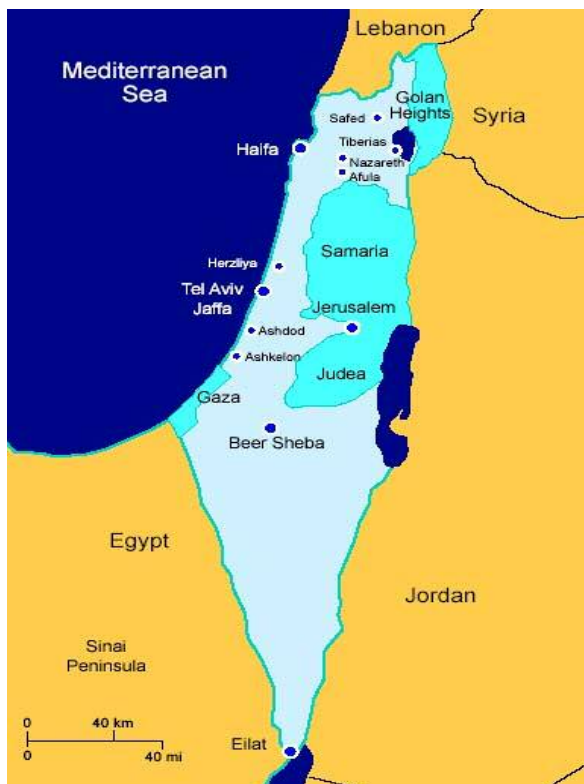 Lebanon
Mediterranean
Sea
Golan
Heights
Safed
Syria
Tiberias
Haifa
Nazareth
Afula
Samaria
Herzliya
Tel Aviv
Jaffa
Jerusalem
Ashdod
Ashkelon
Judea
Gaza
Beer Sheba
Egypt
Jordan
Sinai
Peninsula
0 40 km
0 40 mi
Eilat